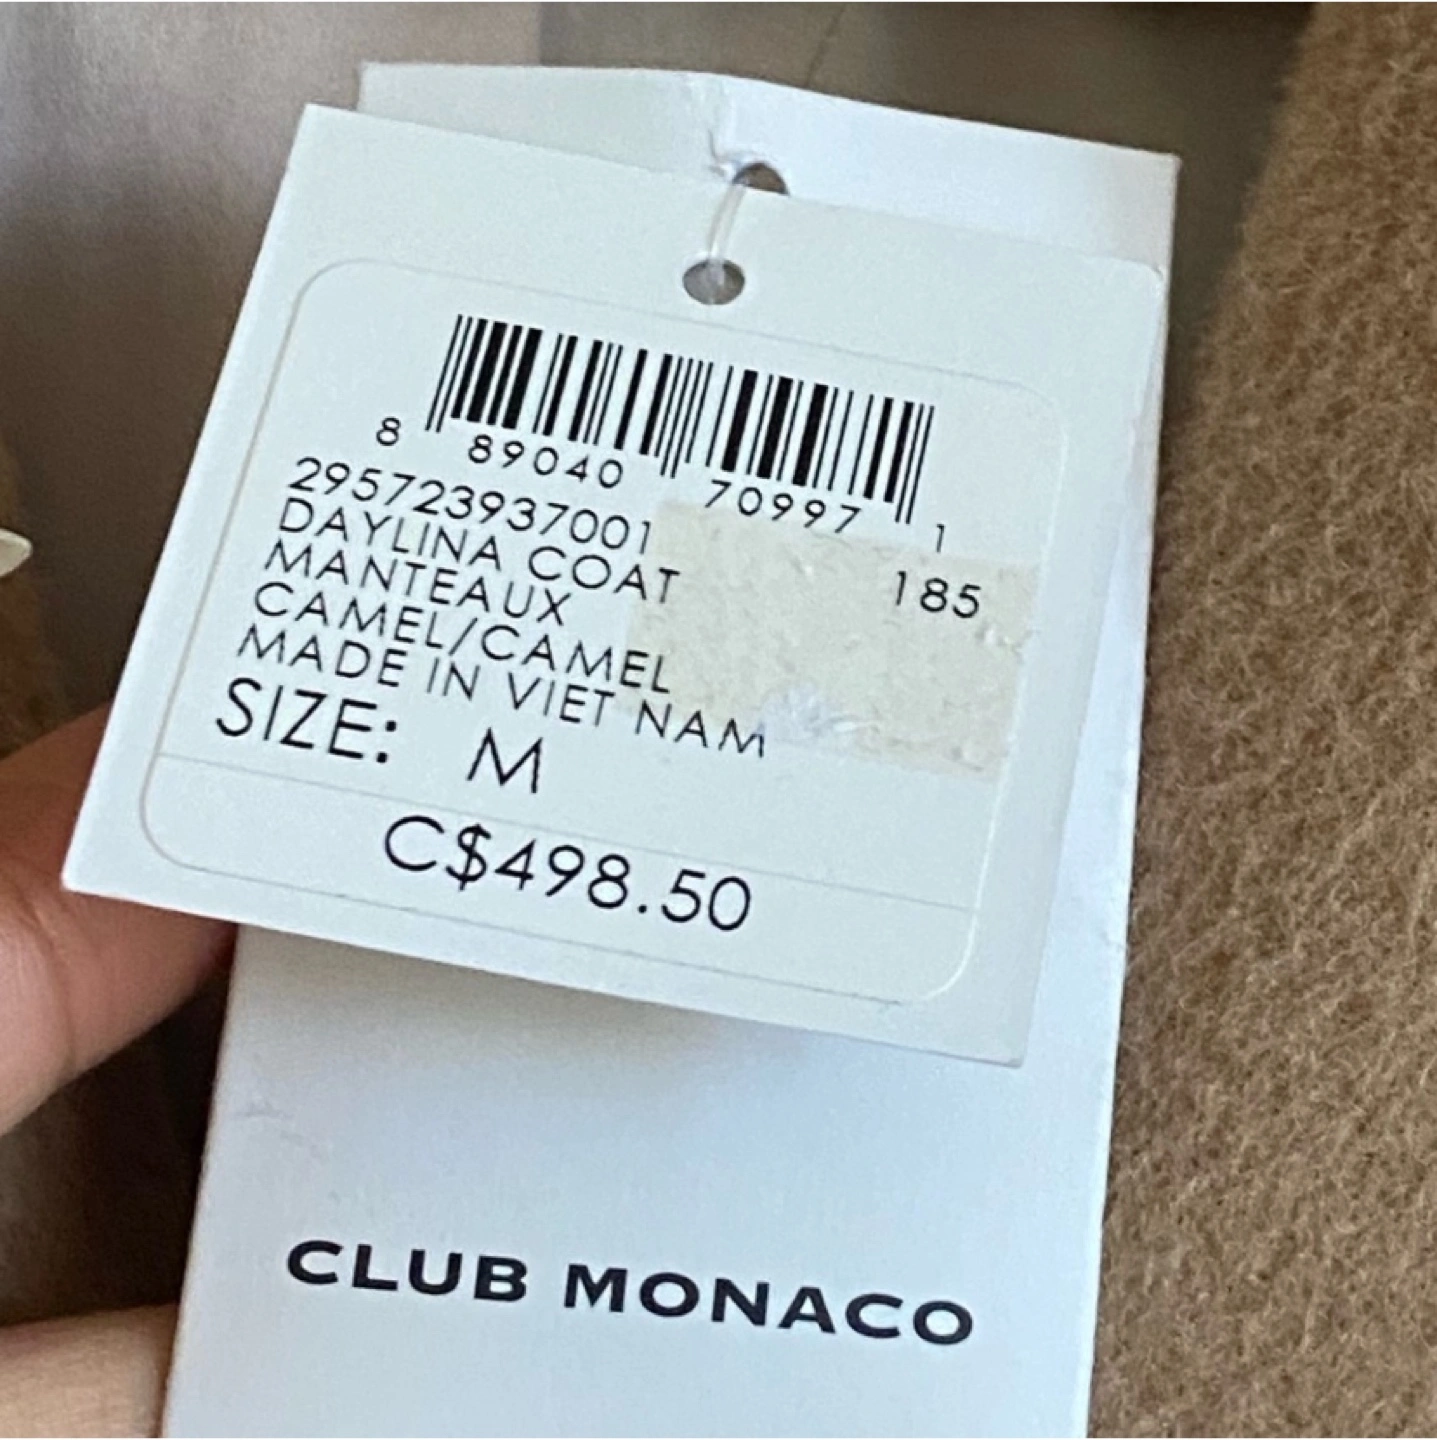 8 89040 70997 1
295723937001
DAYLINA COAT 185
MANTEAUX
CAMEL/CAMEL
MADE IN VIET NAM
SIZE: M
C$498.50
CLUB MONACO